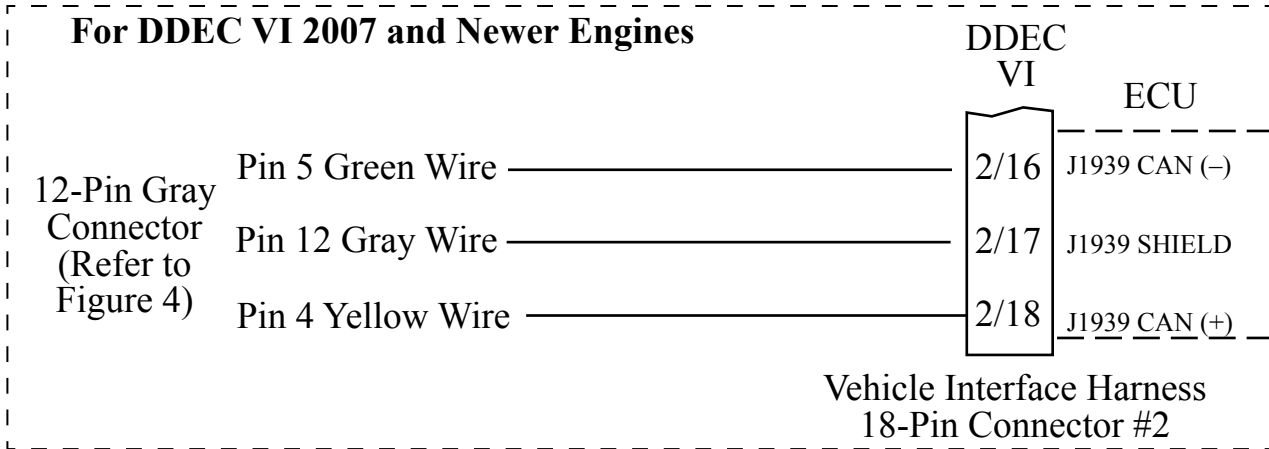 For DDEC VI 2007 and Newer Engines
DDEC
VI
ECU
12-Pin Gray
Connector
(Refer to
Figure 4)
Pin 5 Green Wire
2/16
J1939 CAN (–)
Pin 12 Gray Wire
2/17
J1939 SHIELD
Pin 4 Yellow Wire
2/18
J1939 CAN (+)
Vehicle Interface Harness
18-Pin Connector #2